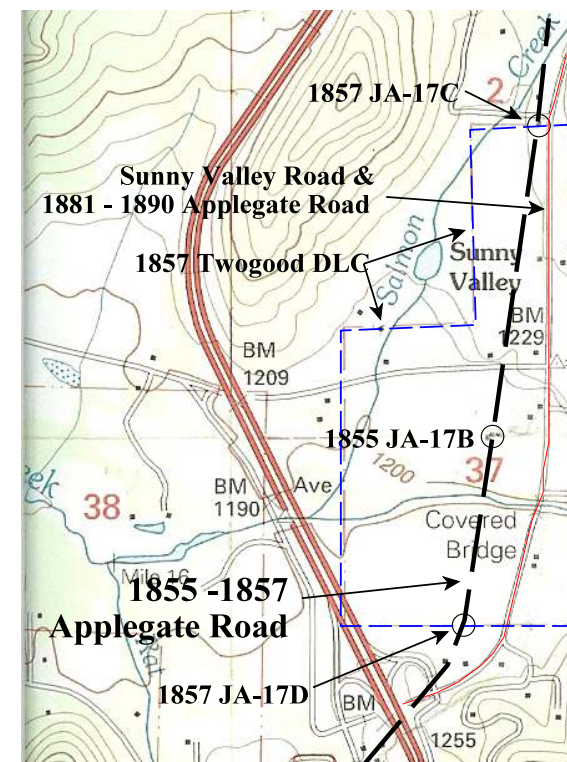 Creek
2
1857 JA-17C
Sunny Valley Road &
1881 - 1890 Applegate Road
1857 Twogood DLC
Salmon
Sunny
Valley
BM
1229
BM
1209
1855 JA-17B
37
1200
BM
1190
Ave
eek
38
Covered
Bridge
Mile 16
1855 -1857
Applegate Road
Rat
1857 JA-17D
BM
1255